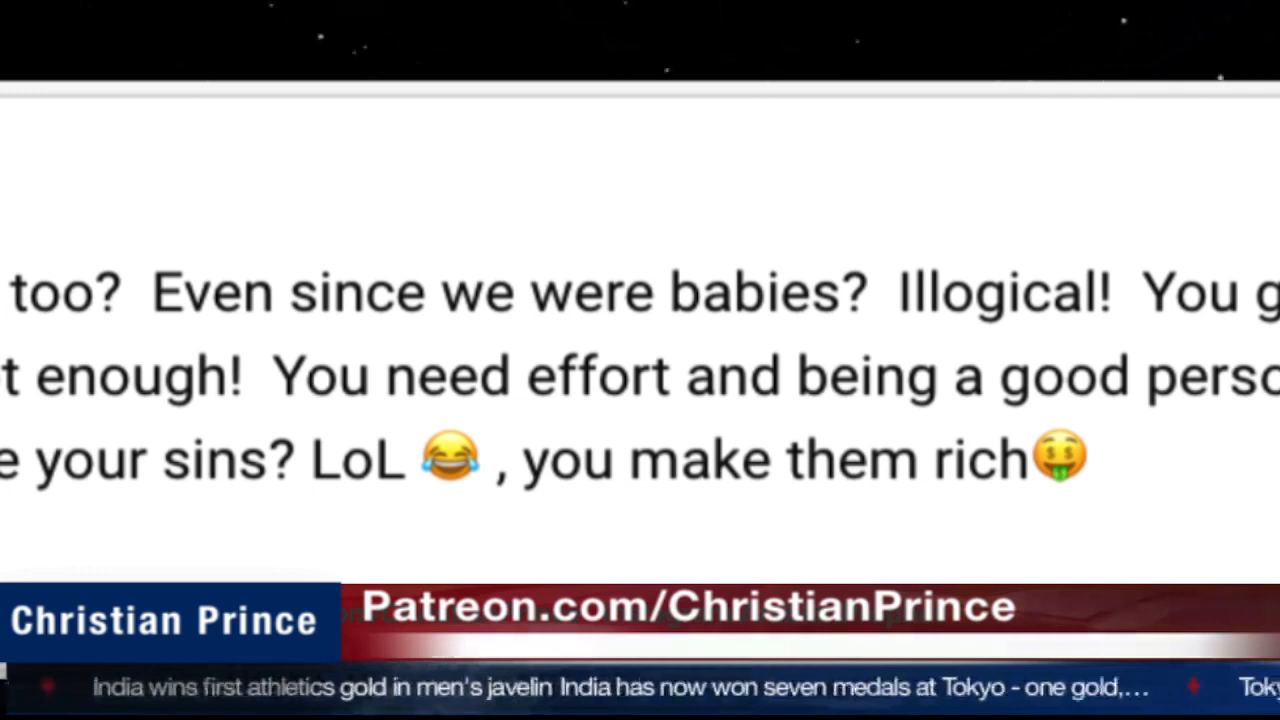 too? Even since we were babies? Illogical! You g
t enough! You need effort and being a good perso
e your sins? LoL 😂 , you make them rich🤑
Christian Prince
Patreon.com/ChristianPrince
India wins first athletics gold in men's javelin India has now won seven medals at Tokyo - one gold,... Toky